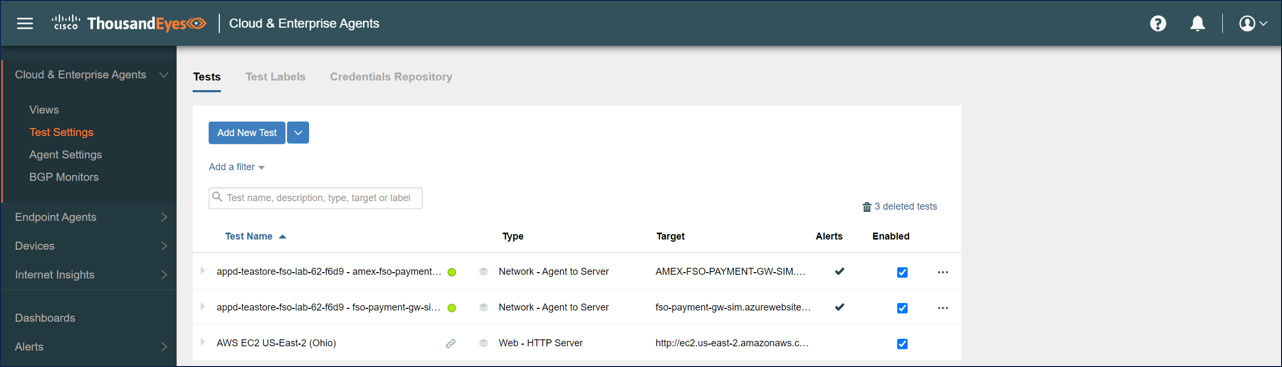 cisco ThousandEyes Cloud & Enterprise Agents
Cloud & Enterprise Agents
Views
Test Settings
Agent Settings
BGP Monitors
Endpoint Agents
Devices
Internet Insights
Dashboards
Alerts
Tests Test Labels Credentials Repository
Add New Test
Add a filter
Test name, description, type, target or label
3 deleted tests
Test Name Type Target Alerts Enabled
appd-teastore-fso-lab-62-f6d9 - amex-fso-payment... Network - Agent to Server AMEX-FSO-PAYMENT-GW-SIM....
appd-teastore-fso-lab-62-f6d9 - fso-payment-gw-si... Network - Agent to Server fso-payment-gw-sim.azurewebsite...
AWS EC2 US-East-2 (Ohio) Web - HTTP Server http://ec2.us-east-2.amazonaws.c...